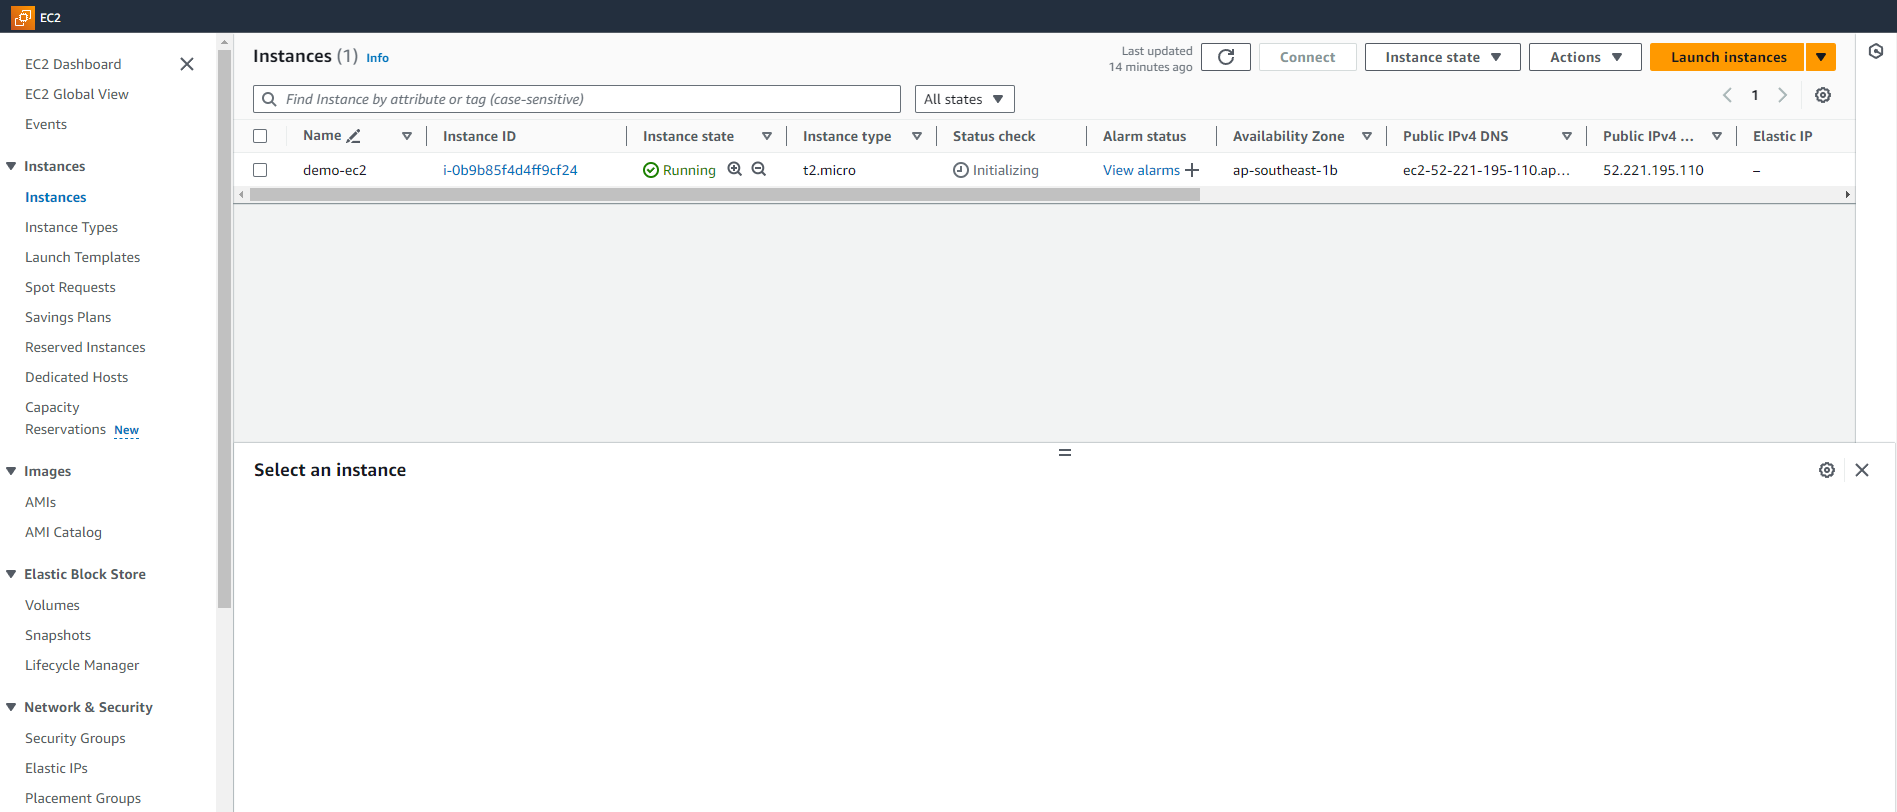 EC2
EC2 Dashboard
EC2 Global View
Events
Instances
Instances
Instance Types
Launch Templates
Spot Requests
Savings Plans
Reserved Instances
Dedicated Hosts
Capacity
Reservations New
Images
AMIs
AMI Catalog
Elastic Block Store
Volumes
Snapshots
Lifecycle Manager
Network & Security
Security Groups
Elastic IPs
Placement Groups
Instances (1) Info
Last updated
14 minutes ago
Connect
Instance state
Actions
Launch instances
Find Instance by attribute or tag (case-sensitive)
All states
1
Name Instance ID Instance state Instance type Status check Alarm status Availability Zone Public IPv4 DNS Public IPv4 ... Elastic IP
demo-ec2 i-0b9b85f4d4ff9cf24 Running t2.micro Initializing View alarms ap-southeast-1b ec2-52-221-195-110.ap... 52.221.195.110 –
Select an instance